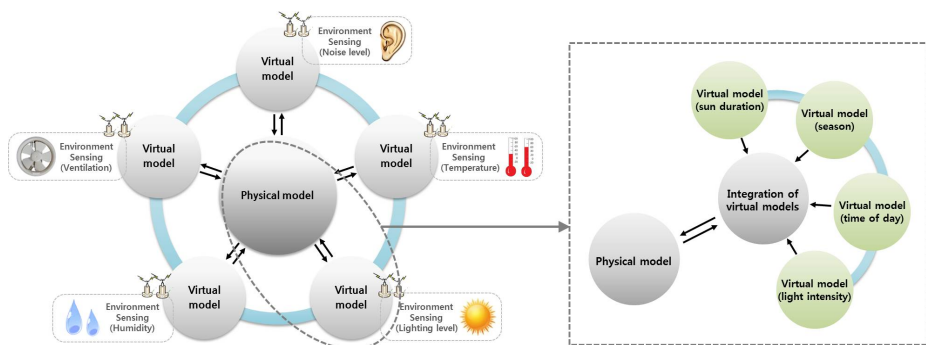 Environment
Sensing
(Noise level)
Virtual
model
Environment
Sensing
(Ventilation)
Virtual
model
Virtual
model
Environment
Sensing
(Temperature)
Physical model
Environment
Sensing
(Humidity)
Virtual
model
Virtual
model
Environment
Sensing
(Lighting level)
Virtual model
(sun duration)
Virtual model
(season)
Integration of
virtual models
Virtual model
(time of day)
Physical model
Virtual model
(light intensity)